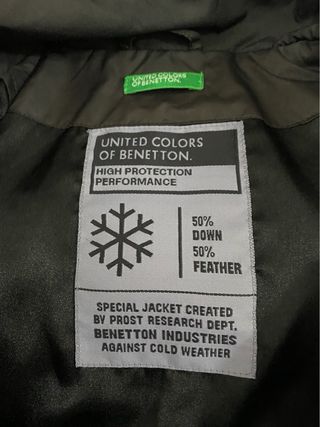 UNITED COLORS
OF BENETTON.
UNITED COLORS
OF BENETTON.
HIGH PROTECTION
PERFORMANCE
50%
DOWN
50%
FEATHER
SPECIAL JACKET CREATED
BY PROST RESEARCH DEPT.
BENETTON INDUSTRIES
AGAINST COLD WEATHER